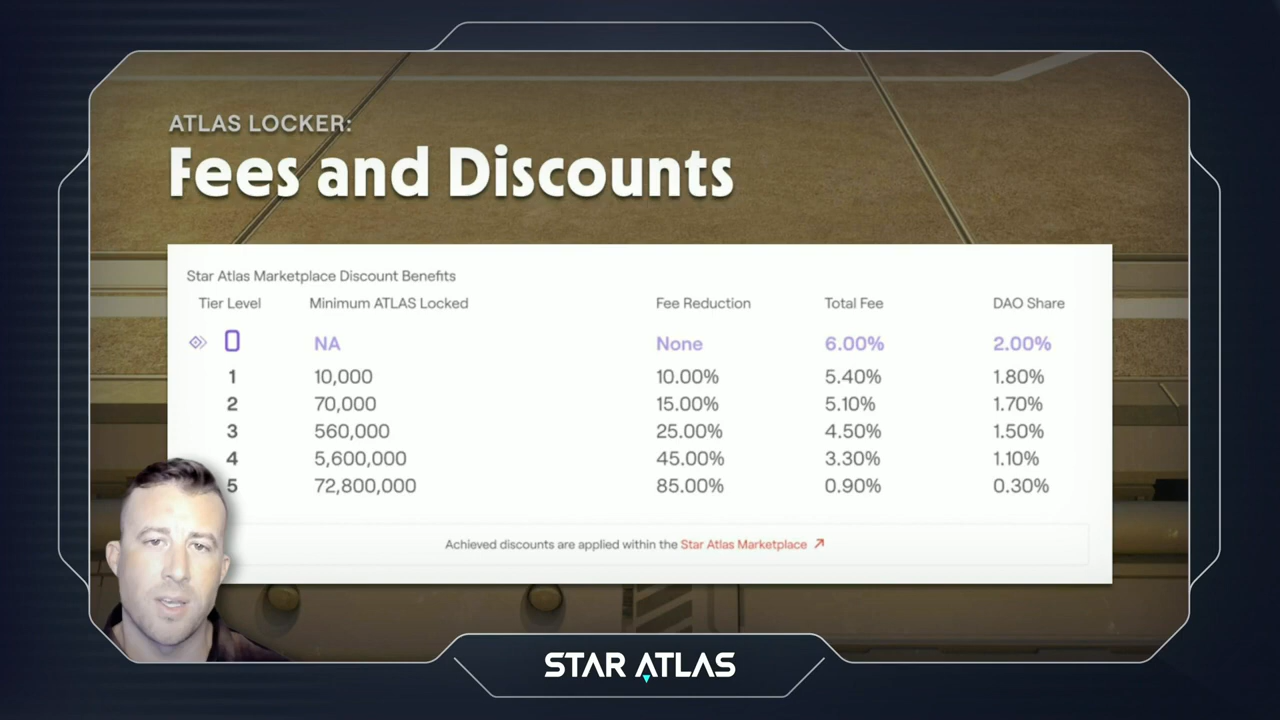 ATLAS LOCKER:
Fees and Discounts
Star Atlas Marketplace Discount Benefits
Tier Level Minimum ATLAS Locked Fee Reduction Total Fee DAO Share
0 NA None 6.00% 2.00%
1 10,000 10.00% 5.40% 1.80%
2 70,000 15.00% 5.10% 1.70%
3 560,000 25.00% 4.50% 1.50%
4 5,600,000 45.00% 3.30% 1.10%
5 72,800,000 85.00% 0.90% 0.30%
Achieved discounts are applied within the Star Atlas Marketplace
STAR ATLAS